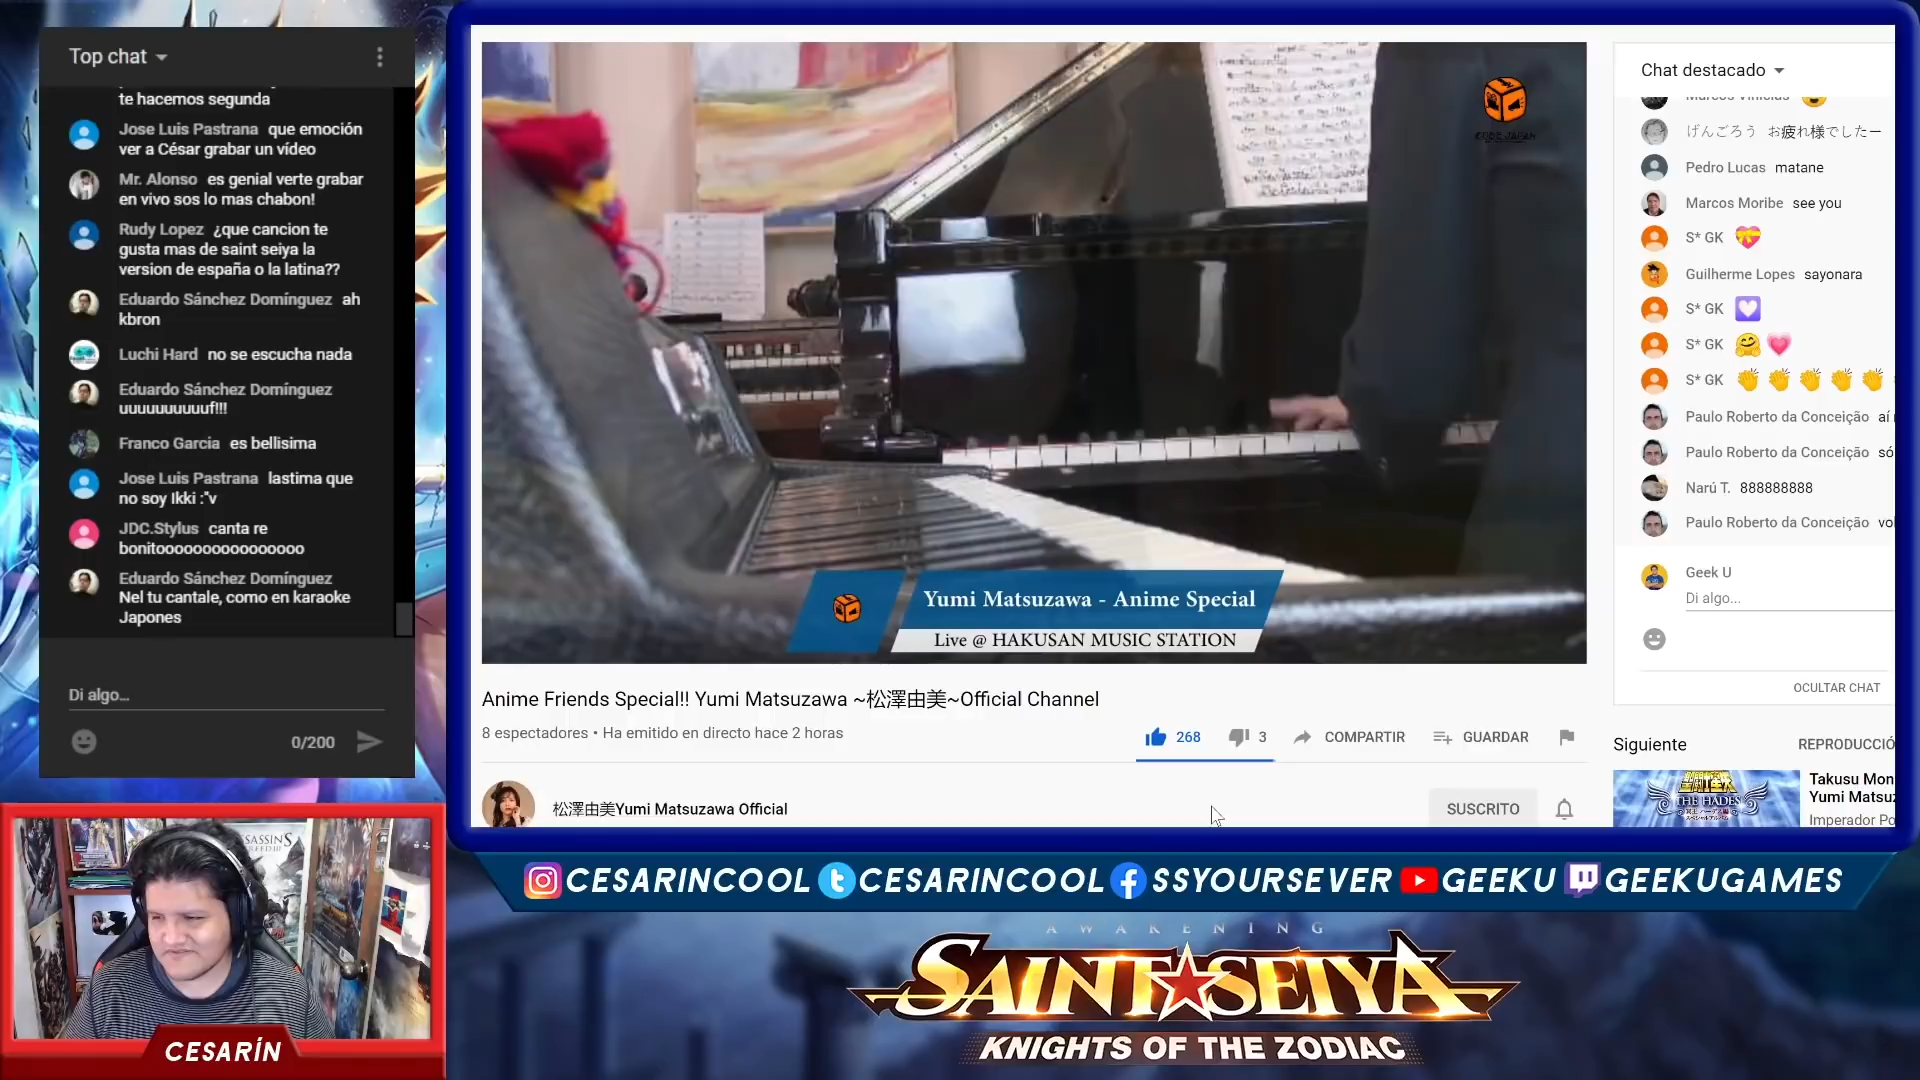 Top chat
te hacemos segunda
Jose Luis Pastrana que emoción
ver a César grabar un vídeo
Mr. Alonso es genial verte grabar
en vivo sos lo mas chabon!
Rudy Lopez ¿que cancion te
gusta mas de saint seiya la
version de españa o la latina??
Eduardo Sánchez Domínguez ah
kbron
Luchi Hard no se escucha nada
Eduardo Sánchez Domínguez
uuuuuuuuuuf!!!
Franco Garcia es bellisima
Jose Luis Pastrana lastima que
no soy Ikki :"v
JDC.Stylus canta re
bonitoooooooooooooooo
Eduardo Sánchez Domínguez
Nel tu cantale, como en karaoke
Japones
Di algo...
0/200
CESARÍN
Yumi Matsuzawa - Anime Special
Live @ HAKUSAN MUSIC STATION
Anime Friends Special!! Yumi Matsuzawa ~松澤由美~Official Channel
8 espectadores • Ha emitido en directo hace 2 horas
268
3
COMPARTIR
GUARDAR
松澤由美Yumi Matsuzawa Official
SUSCRITO
Chat destacado
Marcos Vinicius
げんごろう お疲れ様でしたー
Pedro Lucas matane
Marcos Moribe see you
S* GK
Guilherme Lopes sayonara
S* GK
S* GK
S* GK
Paulo Roberto da Conceição aí
Paulo Roberto da Conceição só
Narú T. 888888888
Paulo Roberto da Conceição vol
Geek U
Di algo...
OCULTAR CHAT
Siguiente
REPRODUCCIÓ
THE HADES
Takusu Mon
Yumi Matsuz
Imperador Po
CESARINCOOL CESARINCOOL SSYOURSEVER GEEKU GEEKUGAMES
AWAKENING
SAINT SEIYA
KNIGHTS OF THE ZODIAC